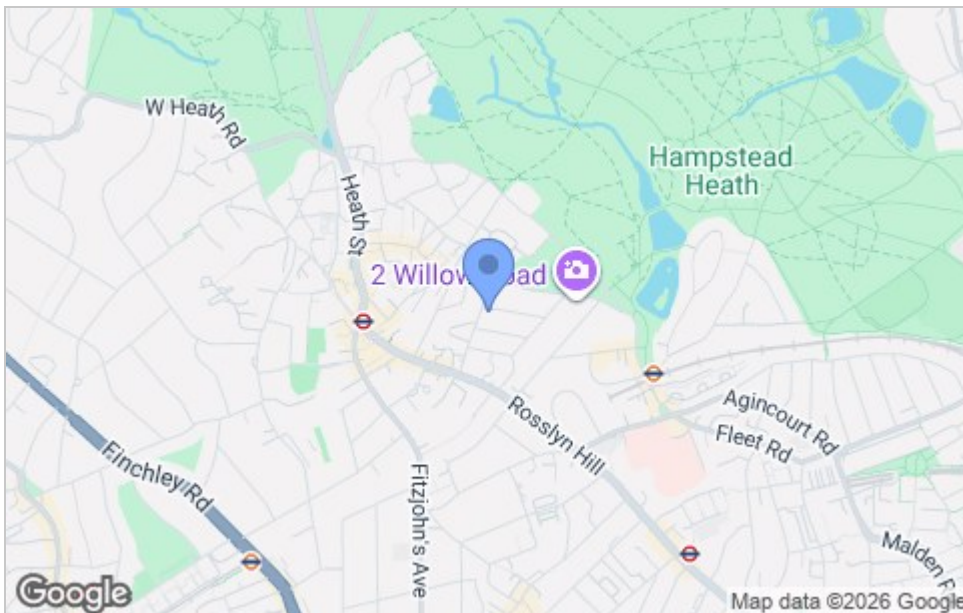 W Heath Rd
Hampstead
Heath
Heath St
2 Willow Road
Rosslyn Hill
Agincourt Rd
Fleet Rd
Finchley Rd
Fitzjohn's Ave
Malden R
Google
Map data ©2026 Google